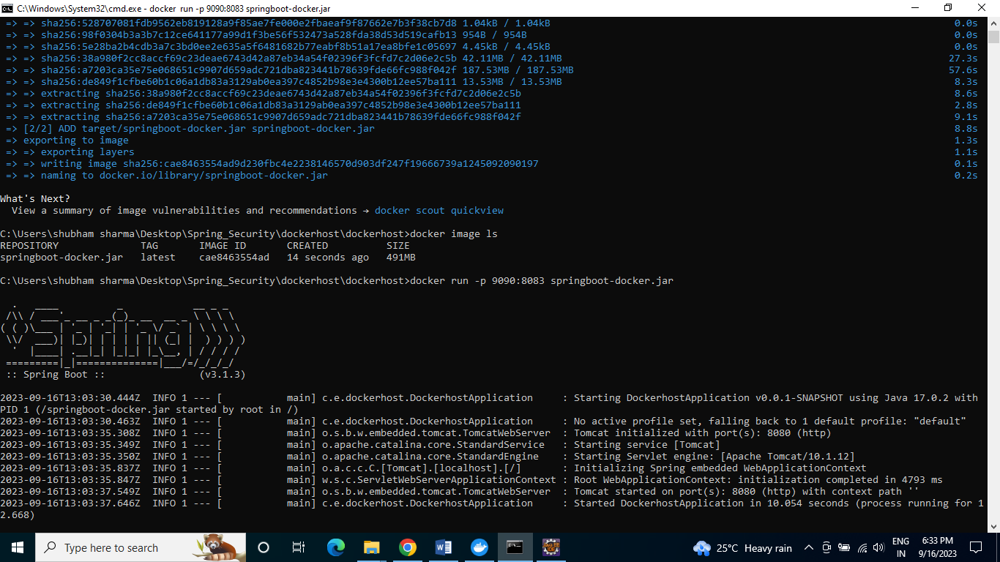 C:\Windows\System32\cmd.exe - docker run -p 9090:8083 springboot-docker.jar
=> => sha256:528707081fdb9562eb819128a9f85ae7fe000e2fbaeaf9f87662e7b3f38cb7d8 1.04kB / 1.04kB 0.0s
=> => sha256:98f0304b3a3b7c12ce641177a99d1f3be56f532473a528fda38d53d519cafb13 954B / 954B 0.0s
=> => sha256:5e28ba2b4cdb3a7c3bd0ee2e635a5f6481682b77eabf8b51a17ea8bfe1c05697 4.45kB / 4.45kB 0.0s
=> => sha256:38a980f2cc8accf69c23deae6743d42a87eb34a54f02396f3fcfd7c2d06e2c5b 42.11MB / 42.11MB 27.3s
=> => sha256:a7203ca35e75e068651c9907d659adc721dba823441b78639fde66fc988f042f 187.53MB / 187.53MB 57.6s
=> => sha256:de849f1cfbe60b1c06a1db83a3129ab0ea397c4852b98e3e4300b12ee57ba111 13.53MB / 13.53MB 8.3s
=> => extracting sha256:38a980f2cc8accf69c23deae6743d42a87eb34a54f02396f3fcfd7c2d06e2c5b 8.6s
=> => extracting sha256:de849f1cfbe60b1c06a1db83a3129ab0ea397c4852b98e3e4300b12ee57ba111 2.8s
=> => extracting sha256:a7203ca35e75e068651c9907d659adc721dba823441b78639fde66fc988f042f 9.1s
=> [2/2] ADD target/springboot-docker.jar springboot-docker.jar 8.8s
=> exporting to image 1.3s
=> => exporting layers 1.1s
=> => writing image sha256:cae8463554ad9d230fbc4e2238146570d903df247f19666739a1245092090197 0.1s
=> => naming to docker.io/library/springboot-docker.jar 0.2s
What's Next?
View a summary of image vulnerabilities and recommendations → docker scout quickview
C:\Users\shubham sharma\Desktop\Spring_Security\dockerhost\dockerhost>docker image ls
REPOSITORY TAG IMAGE ID CREATED SIZE
springboot-docker.jar latest cae8463554ad 14 seconds ago 491MB
C:\Users\shubham sharma\Desktop\Spring_Security\dockerhost\dockerhost>docker run -p 9090:8083 springboot-docker.jar
Spring
:: Spring Boot :: (v3.1.3)
2023-09-16T13:03:30.444Z INFO 1 --- [ main] c.e.dockerhost.DockerhostApplication : Starting DockerhostApplication v0.0.1-SNAPSHOT using Java 17.0.2 with
PID 1 (/springboot-docker.jar started by root in /)
2023-09-16T13:03:30.463Z INFO 1 --- [ main] c.e.dockerhost.DockerhostApplication : No active profile set, falling back to 1 default profile: "default"
2023-09-16T13:03:35.308Z INFO 1 --- [ main] o.s.b.w.embedded.tomcat.TomcatWebServer : Tomcat initialized with port(s): 8080 (http)
2023-09-16T13:03:35.349Z INFO 1 --- [ main] o.apache.catalina.core.StandardService : Starting service [Tomcat]
2023-09-16T13:03:35.350Z INFO 1 --- [ main] o.apache.catalina.core.StandardEngine : Starting Servlet engine: [Apache Tomcat/10.1.12]
2023-09-16T13:03:35.837Z INFO 1 --- [ main] o.a.c.c.C.[Tomcat].[localhost].[/] : Initializing Spring embedded WebApplicationContext
2023-09-16T13:03:35.847Z INFO 1 --- [ main] w.s.c.ServletWebServerApplicationContext : Root WebApplicationContext: initialization completed in 4793 ms
2023-09-16T13:03:37.549Z INFO 1 --- [ main] o.s.b.w.embedded.tomcat.TomcatWebServer : Tomcat started on port(s): 8080 (http) with context path ''
2023-09-16T13:03:37.646Z INFO 1 --- [ main] c.e.dockerhost.DockerhostApplication : Started DockerhostApplication in 10.054 seconds (process running for 1
2.668)
Type here to search
25°C Heavy rain
ENG
IN
6:33 PM
9/16/2023